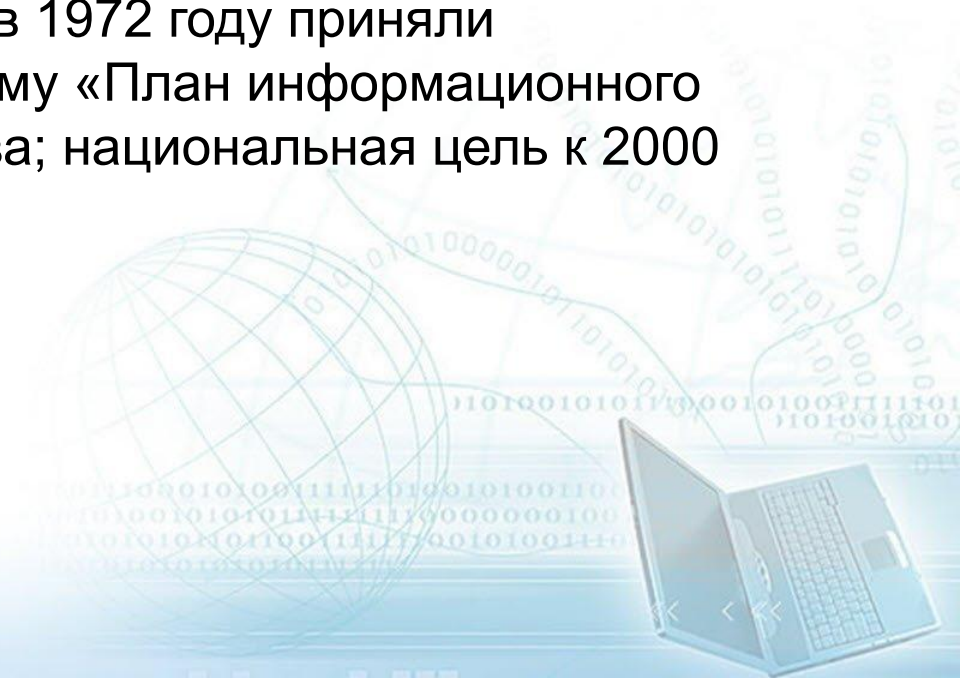 в 1972 году приняли
му «План информационного
ва; национальная цель к 2000